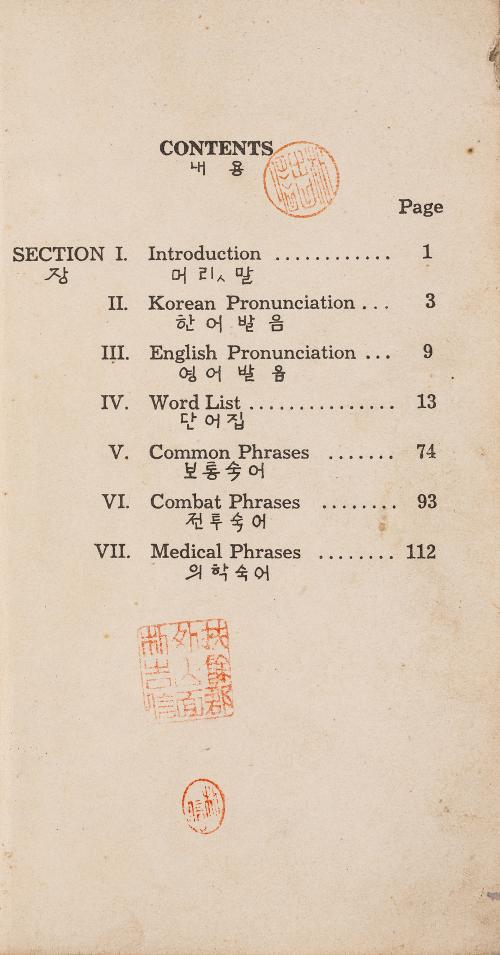 CONTENTS
내 용
Page
SECTION I. Introduction ............ 1
장 머 리ㅅ 말
II. Korean Pronunciation ... 3
한 어 발 음
III. English Pronunciation ... 9
영 어 발 음
IV. Word List ............... 13
단 어 집
V. Common Phrases ....... 74
보 통 숙 어
VI. Combat Phrases ........ 93
전 투 숙 어
VII. Medical Phrases ........ 112
의 학 숙 어